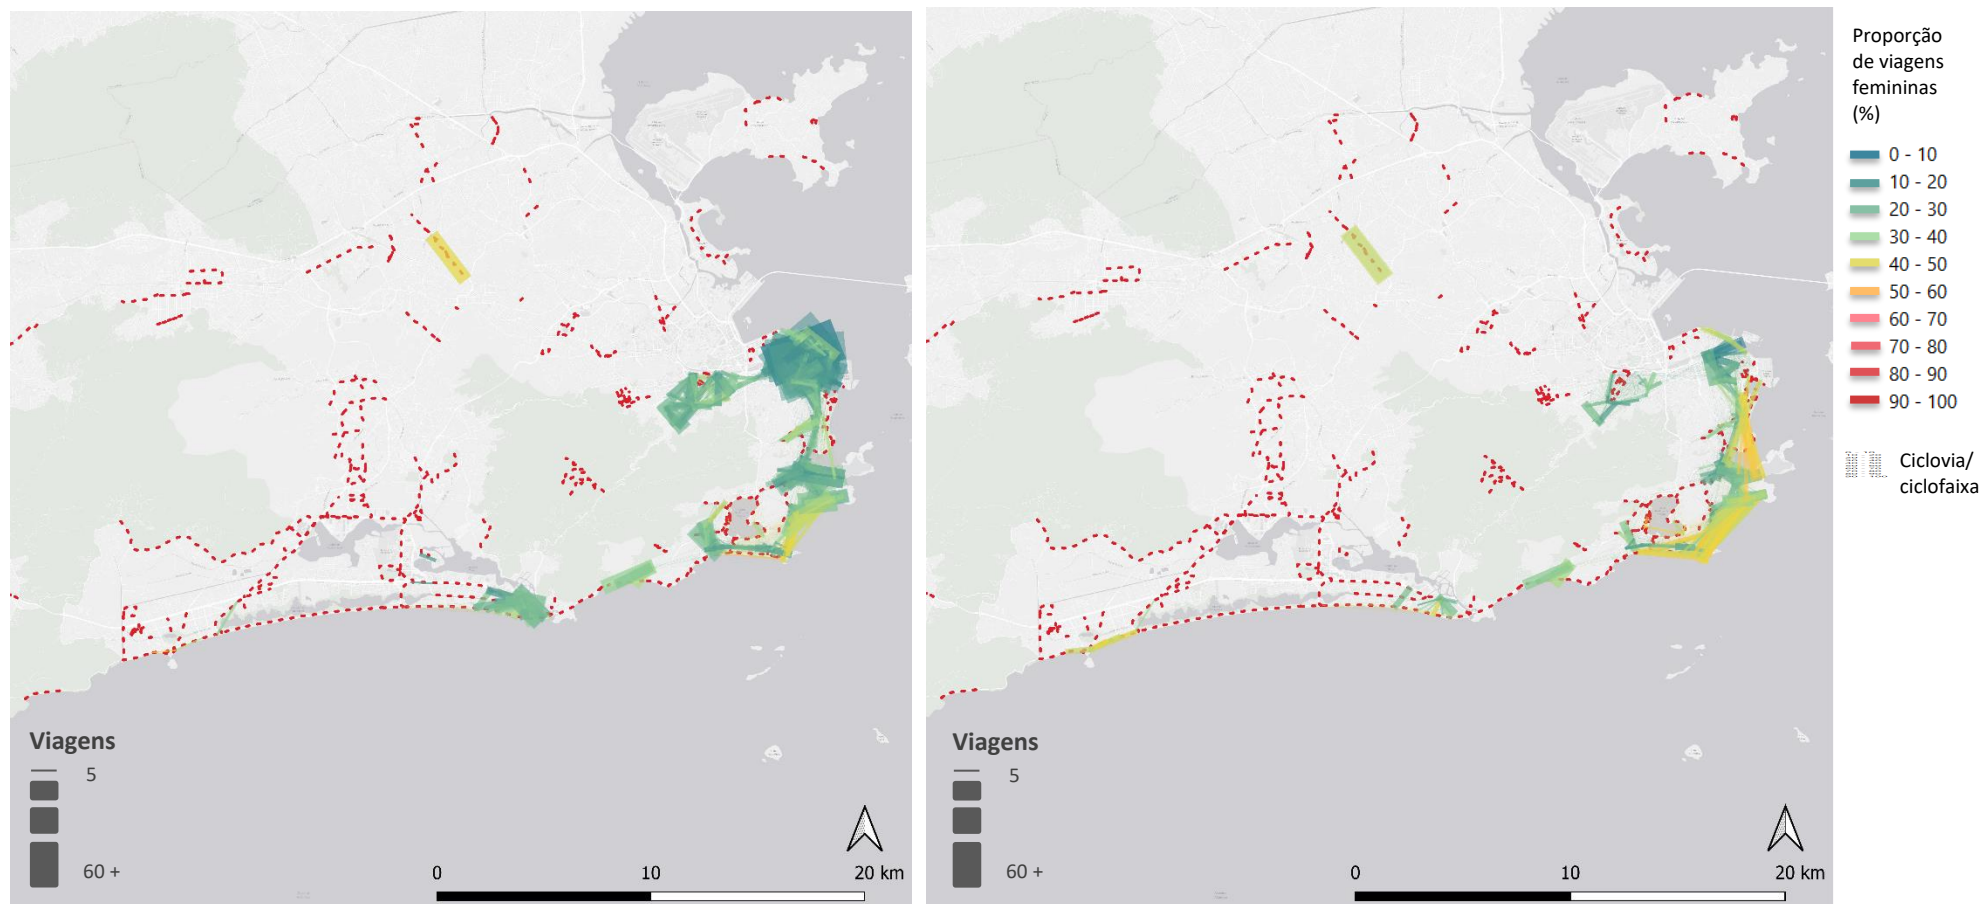 Viagens
5
60 +
0 10 20 km
Viagens
5
60 +
0 10 20 km
Proporção
de viagens
femininas
(%)
0 - 10
10 - 20
20 - 30
30 - 40
40 - 50
50 - 60
60 - 70
70 - 80
80 - 90
90 - 100
Ciclovia/
ciclofaixa